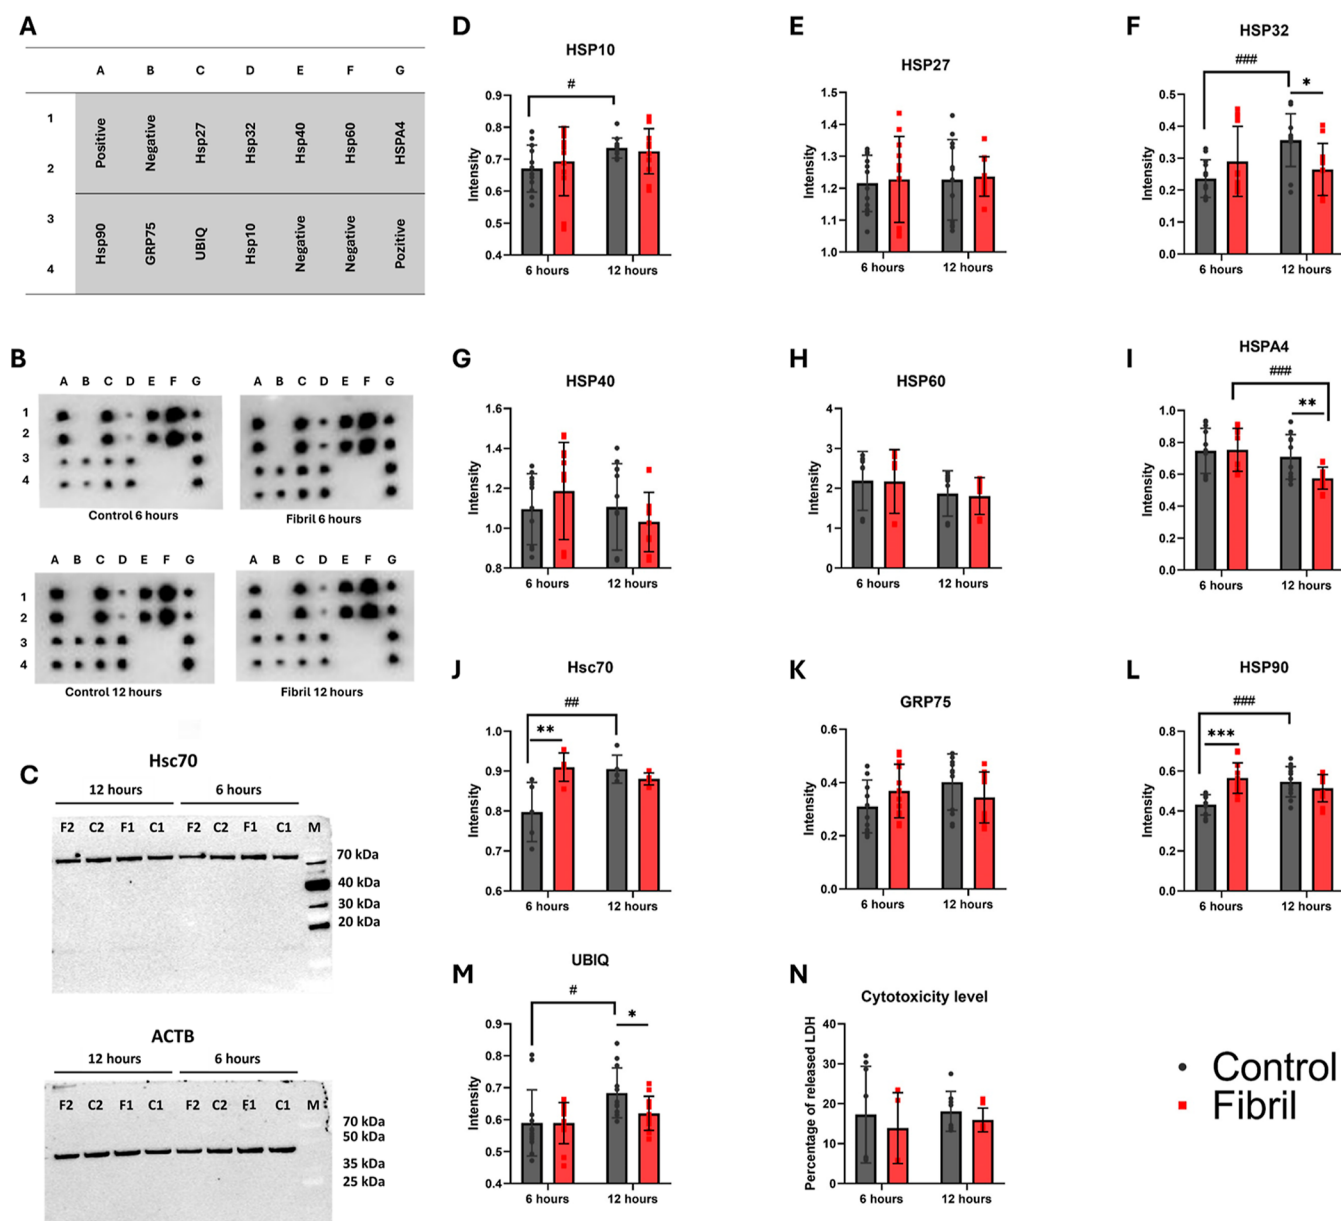 A
A B C D E F G
1
2
Positive Negative Hsp27 Hsp32 Hsp40 Hsp60 HSPA4
3
4
Hsp90 GRP75 UBIQ Hsp10 Negative Negative Pozitive
B
A B C D E F G
A B C D E F G
1
2
3
4
Control 6 hours
Fibril 6 hours
A B C D E F G
A B C D E F G
1
2
3
4
Control 12 hours
Fibril 12 hours
C
Hsc70
12 hours 6 hours
F2 C2 F1 C1 F2 C2 F1 C1 M
70 kDa
40 kDa
30 kDa
20 kDa
ACTB
12 hours 6 hours
F2 C2 F1 C1 F2 C2 F1 C1 M
70 kDa
50 kDa
35 kDa
25 kDa
D
HSP10
#
Intensity
0.9
0.8
0.7
0.6
0.5
0.4
6 hours 12 hours
E
HSP27
Intensity
1.5
1.4
1.3
1.2
1.1
1.0
6 hours 12 hours
F
HSP32
###
*
Intensity
0.5
0.4
0.3
0.2
0.1
0.0
6 hours 12 hours
G
HSP40
Intensity
1.6
1.4
1.2
1.0
0.8
6 hours 12 hours
H
HSP60
Intensity
4
3
2
1
0
6 hours 12 hours
I
HSPA4
###
**
Intensity
1.0
0.8
0.6
0.4
0.2
0.0
6 hours 12 hours
J
Hsc70
##
**
Intensity
1.0
0.9
0.8
0.7
0.6
6 hours 12 hours
K
GRP75
Intensity
0.6
0.4
0.2
0.0
6 hours 12 hours
L
HSP90
###
***
Intensity
0.8
0.6
0.4
0.2
0.0
6 hours 12 hours
M
UBIQ
#
*
Intensity
0.9
0.8
0.7
0.6
0.5
0.4
6 hours 12 hours
N
Cytotoxicity level
Percentage of released LDH
40
30
20
10
0
6 hours 12 hours
Control
Fibril